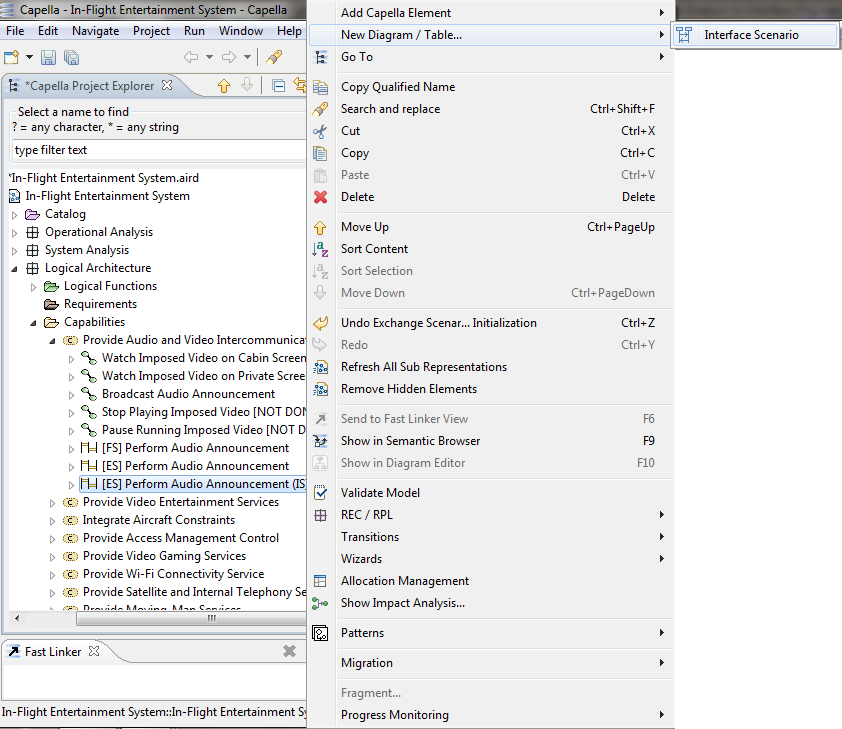 Capella - In-Flight Entertainment System - Capella
File Edit Navigate Project Run Window Help
*Capella Project Explorer
Select a name to find
? = any character, * = any string
type filter text
*In-Flight Entertainment System.aird
In-Flight Entertainment System
Catalog
Operational Analysis
System Analysis
Logical Architecture
Logical Functions
Requirements
Capabilities
Provide Audio and Video Intercommunicat
Watch Imposed Video on Cabin Screen
Watch Imposed Video on Private Scree
Broadcast Audio Announcement
Stop Playing Imposed Video [NOT DON
Pause Running Imposed Video [NOT D
[FS] Perform Audio Announcement
[ES] Perform Audio Announcement
[ES] Perform Audio Announcement (IS
Provide Video Entertainment Services
Integrate Aircraft Constraints
Provide Access Management Control
Provide Video Gaming Services
Provide Wi-Fi Connectivity Service
Provide Satellite and Internal Telephony Se
Provide Moving-Map Services
Fast Linker
In-Flight Entertainment System::In-Flight Entertainment Sy
Add Capella Element
New Diagram / Table...
Interface Scenario
Go To
Copy Qualified Name
Search and replace Ctrl+Shift+F
Cut Ctrl+X
Copy Ctrl+C
Paste Ctrl+V
Delete Delete
Move Up Ctrl+PageUp
Sort Content
Sort Selection
Move Down Ctrl+PageDown
Undo Exchange Scenar... Initialization Ctrl+Z
Redo Ctrl+Y
Refresh All Sub Representations
Remove Hidden Elements
Send to Fast Linker View F6
Show in Semantic Browser F9
Show in Diagram Editor F10
Validate Model
REC / RPL
Transitions
Wizards
Allocation Management
Show Impact Analysis...
Patterns
Migration
Fragment...
Progress Monitoring